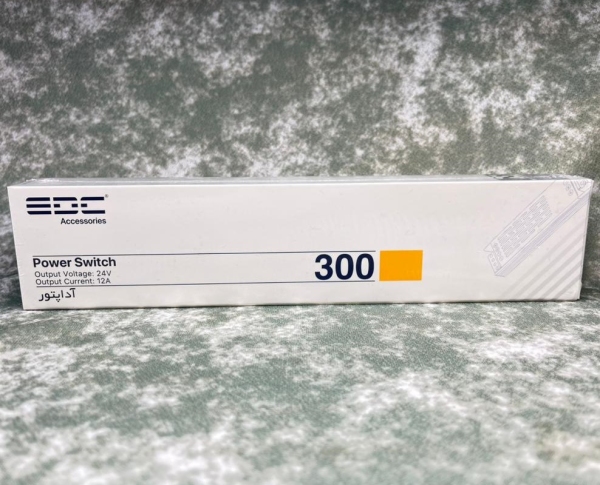 EDC®
Accessories
Power Switch
Output Voltage: 24V
Output Current: 12A
آداپتور
300